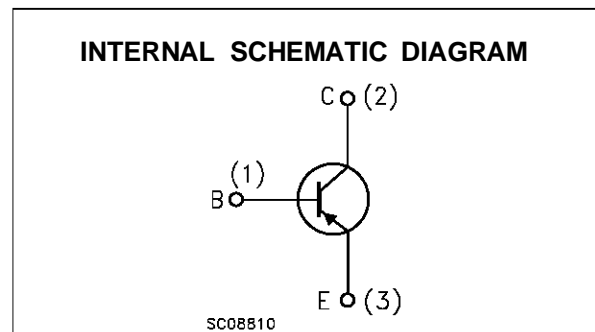 INTERNAL SCHEMATIC DIAGRAM
C (2)
(1)
B
E (3)
SC08810